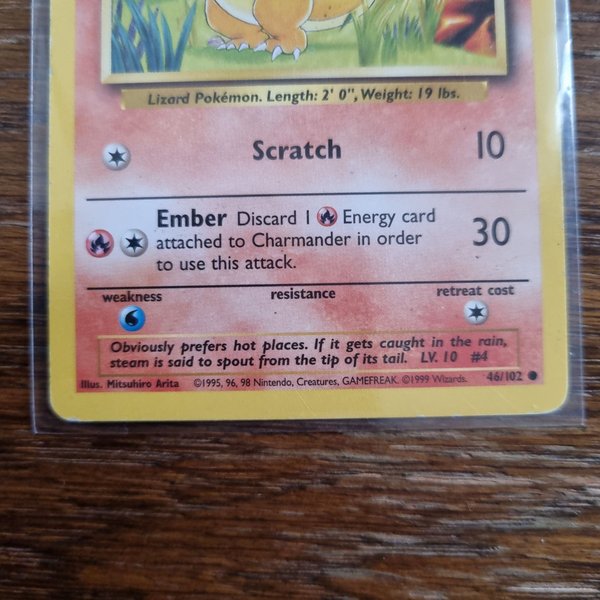 Lizard Pokémon. Length: 2' 0", Weight: 19 lbs.
Scratch 10
Ember Discard 1 Energy card
attached to Charmander in order
to use this attack.
30
weakness resistance retreat cost
Obviously prefers hot places. If it gets caught in the rain,
steam is said to spout from the tip of its tail. LV. 10 #4
Illus. Mitsuhiro Arita ©1995, 96, 98 Nintendo, Creatures, GAMEFREAK. ©1999 Wizards. 46/102